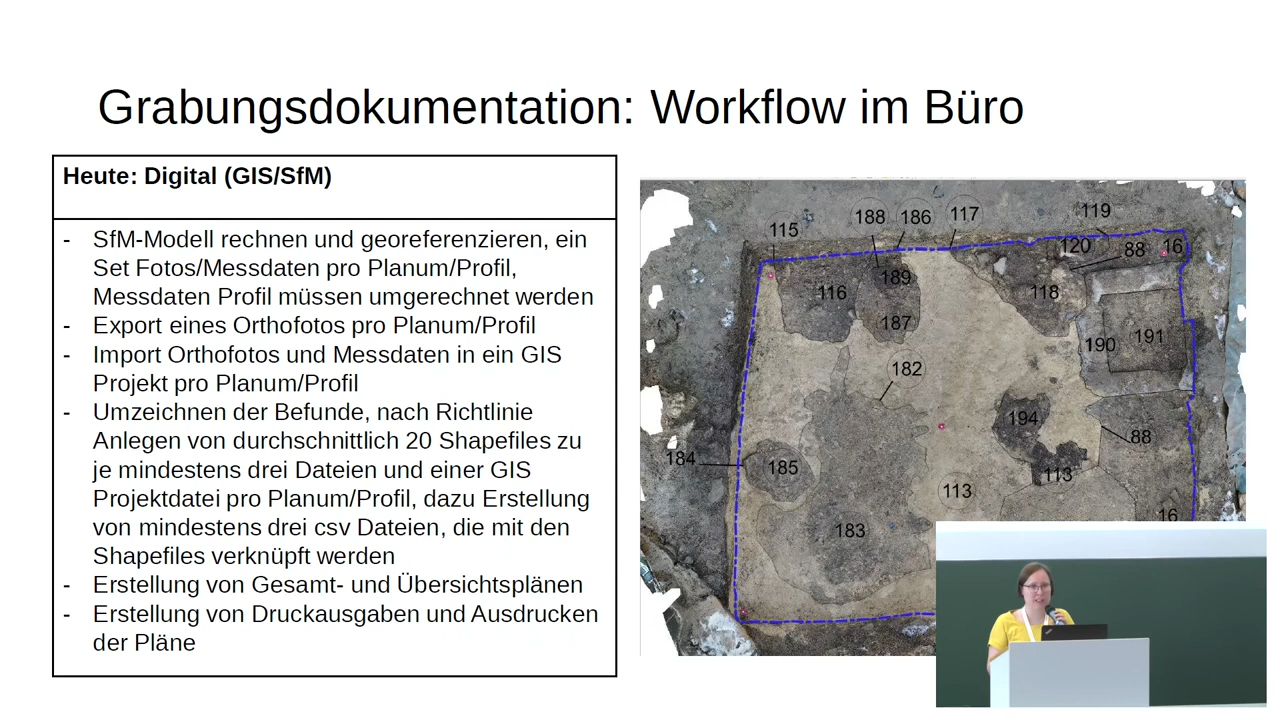 Grabungsdokumentation: Workflow im Büro
Heute: Digital (GIS/SfM)
- SfM-Modell rechnen und georeferenzieren, ein
Set Fotos/Messdaten pro Planum/Profil,
Messdaten Profil müssen umgerechnet werden
- Export eines Orthofotos pro Planum/Profil
- Import Orthofotos und Messdaten in ein GIS
Projekt pro Planum/Profil
- Umzeichnen der Befunde, nach Richtlinie
Anlegen von durchschnittlich 20 Shapefiles zu
je mindestens drei Dateien und einer GIS
Projektdatei pro Planum/Profil, dazu Erstellung
von mindestens drei csv Dateien, die mit den
Shapefiles verknüpft werden
- Erstellung von Gesamt- und Übersichtsplänen
- Erstellung von Druckausgaben und Ausdrucken
der Pläne
115
188
186
117
119
120
88
16
189
116
118
187
190
191
182
194
88
184
185
113
113
183
16